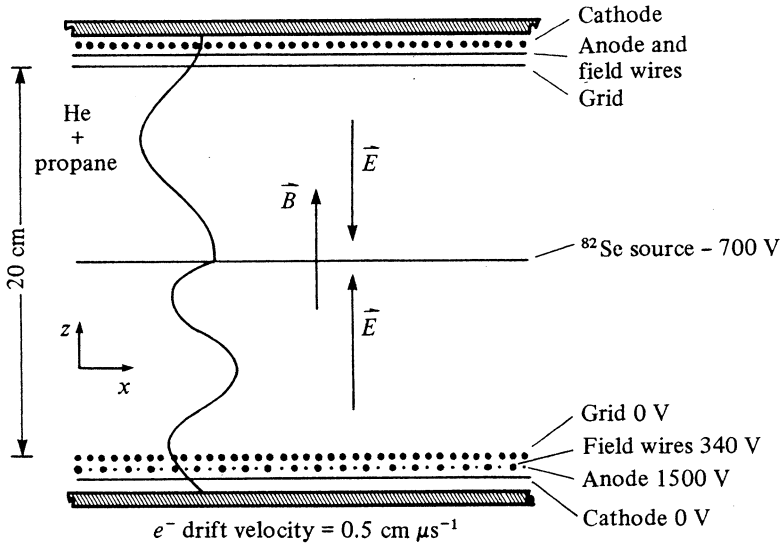 Cathode
Anode and
field wires
Grid
He
+
propane
E
B
20 cm
⁸²Se source – 700 V
E
z
x
Grid 0 V
Field wires 340 V
Anode 1500 V
Cathode 0 V
e⁻ drift velocity = 0.5 cm μs⁻¹